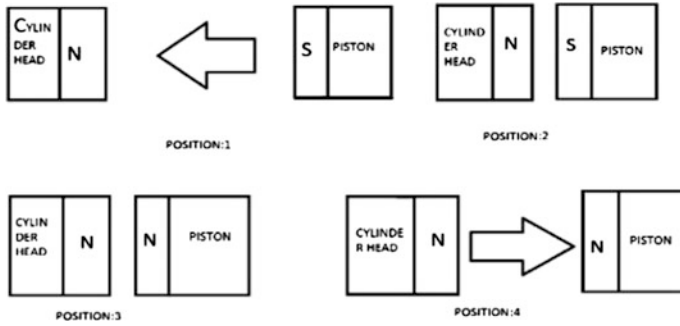 CYLIN
DER
HEAD
N
S
PISTON
POSITION:1
CYLIND
ER
HEAD
N
S
PISTON
POSITION:2
CYLIN
DER
HEAD
N
N
PISTON
POSITION:3
CYLINDE
R HEAD
N
N
PISTON
POSITION:4